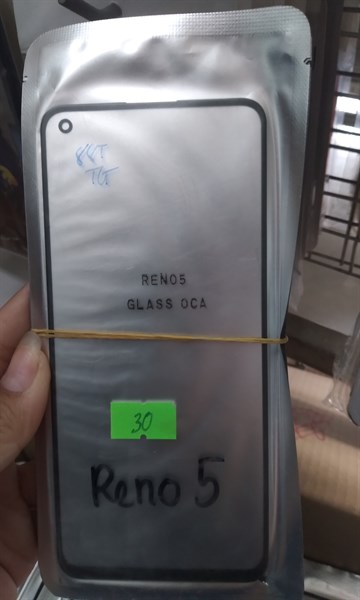 RENO5
GLASS OCA
30
Reno 5